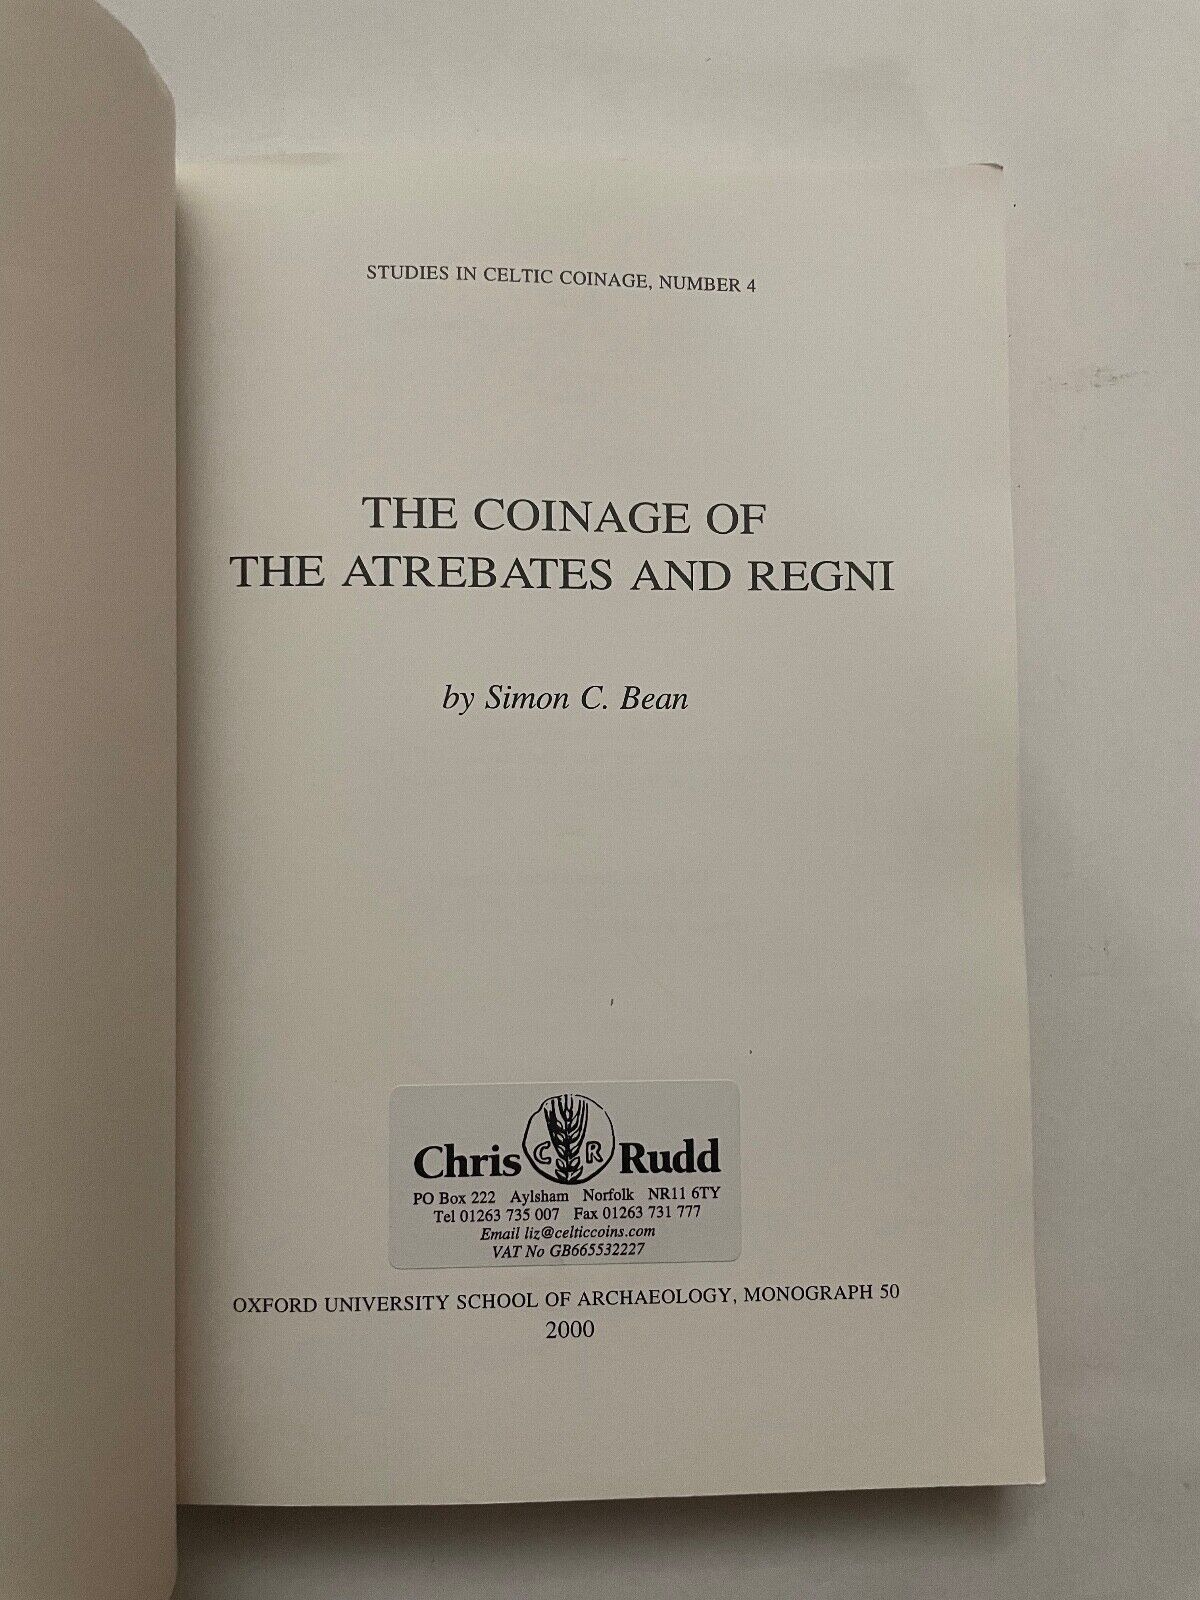 STUDIES IN CELTIC COINAGE, NUMBER 4
THE COINAGE OF
THE ATREBATES AND REGNI
by Simon C. Bean
Chris CR Rudd
PO Box 222 Aylsham Norfolk NR11 6TY
Tel 01263 735 007 Fax 01263 731 777
Email liz@celticcoins.com
VAT No GB665532227
OXFORD UNIVERSITY SCHOOL OF ARCHAEOLOGY, MONOGRAPH 50
2000